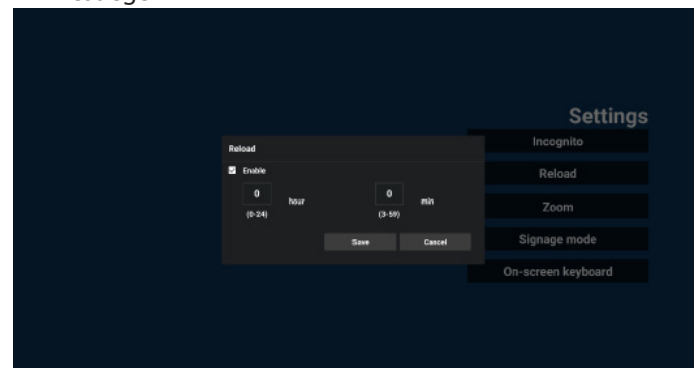 Settings
Incognito
Reload
Zoom
Signage mode
On-screen keyboard
Reload
Enable
0 hour 0 min
(0-24) (3-59)
Save Cancel